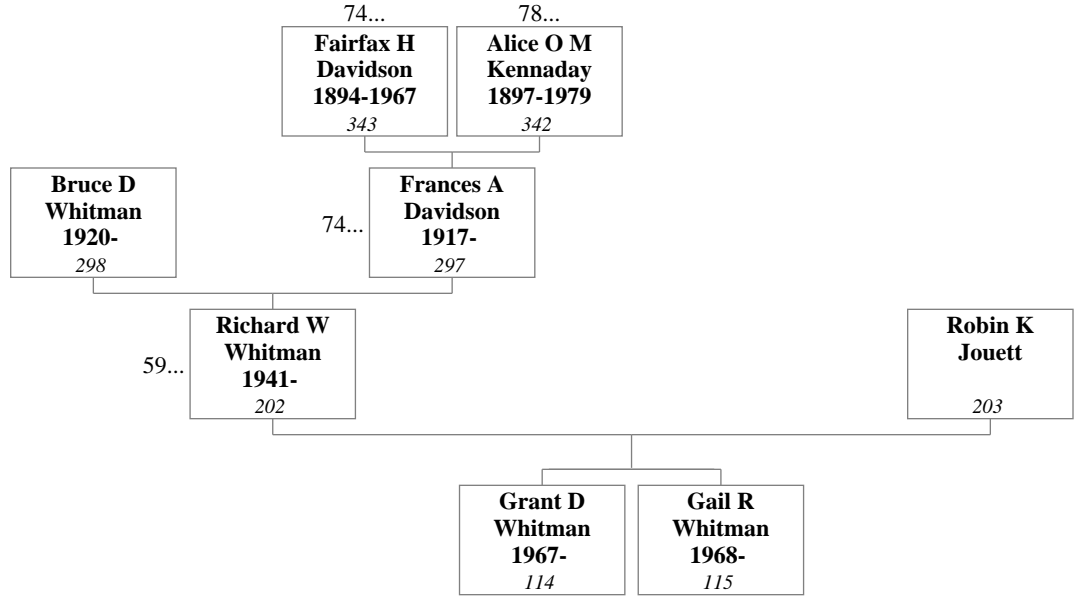 74...
78...
Fairfax H
Davidson
1894-1967
343
Alice O M
Kennaday
1897-1979
342
Bruce D
Whitman
1920-
298
74...
Frances A
Davidson
1917-
297
59...
Richard W
Whitman
1941-
202
Robin K
Jouett
203
Grant D
Whitman
1967-
114
Gail R
Whitman
1968-
115